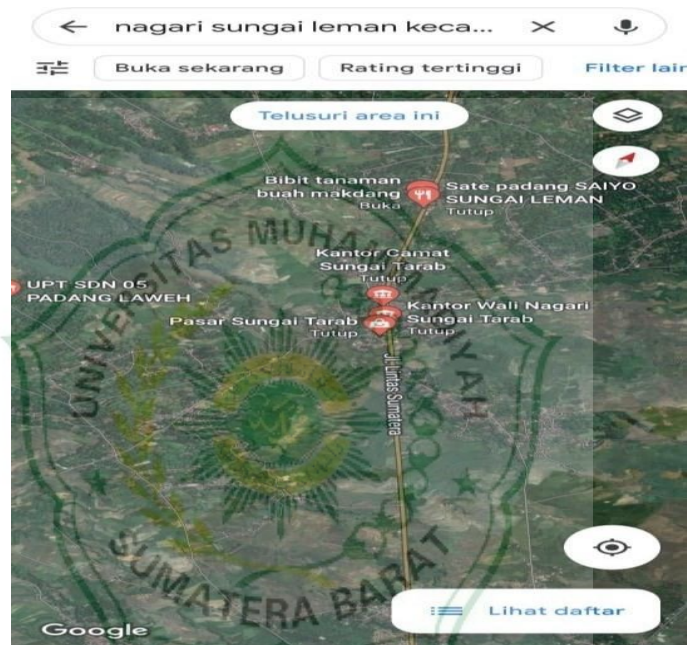 nagari sungai leman keca...
Buka sekarang
Rating tertinggi
Filter lain
Telusuri area ini
Bibit tanaman
buah makdang
Buka
Sate padang SAIYO
SUNGAI LEMAN
Tutup
Kantor Camat
Sungai Tarab
Tutup
UPT SDN 05
PADANG LAWEH
Kantor Wali Nagari
Sungai Tarab
Tutup
Pasar Sungai Tarab
Tutup
Jl. Lintas Sumatera
UNIVERSITAS MUHAMMADIYAH
SUMATERA BARAT
Lihat daftar
Google